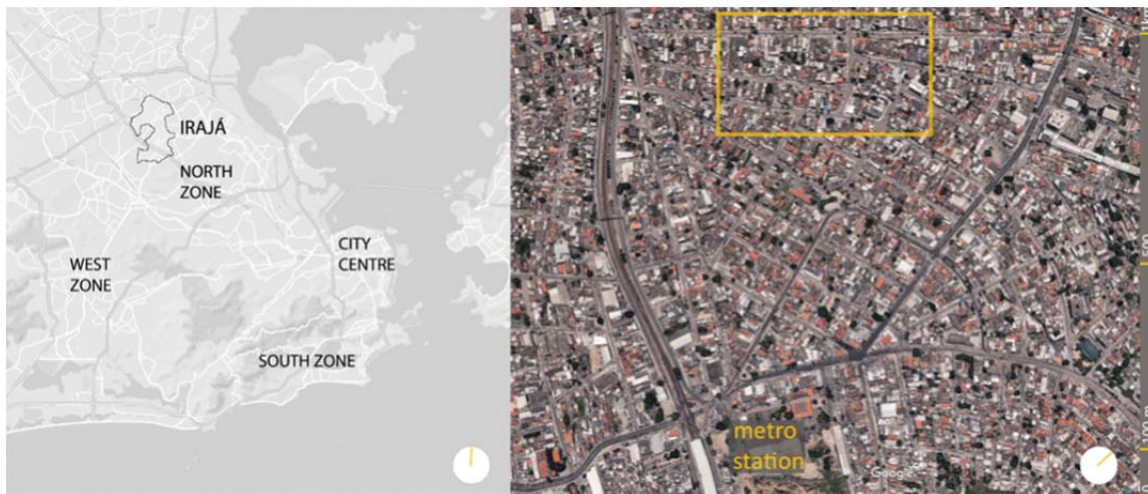 IRAJÁ
NORTH
ZONE
WEST
ZONE
CITY
CENTRE
SOUTH ZONE
metro
station
Google